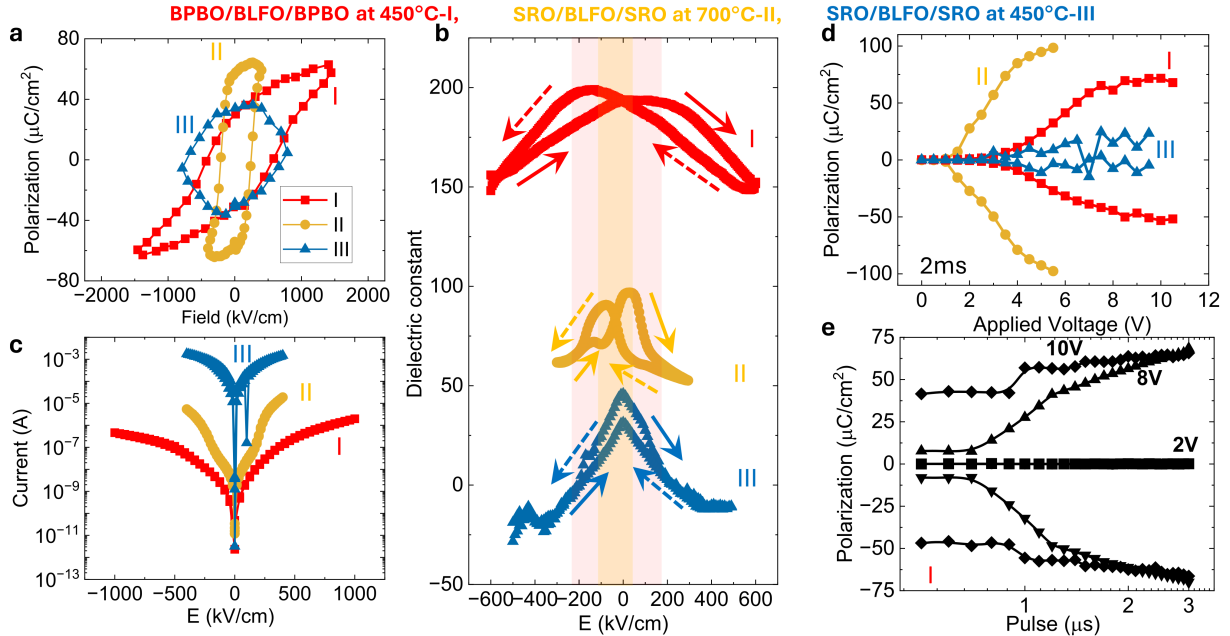 BPBO/BLFO/BPBO at 450°C-I, SRO/BLFO/SRO at 700°C-II, SRO/BLFO/SRO at 450°C-III
a
80
40
0
−40
−80
Polarization (μC/cm²)
−2000 −1000 0 1000 2000
Field (kV/cm)
II
III
I
I
II
III
b
250
200
150
100
50
0
−50
Dielectric constant
−600 −400 −200 0 200 400 600
E (kV/cm)
I
II
III
c
10⁻³
10⁻⁵
10⁻⁷
10⁻⁹
10⁻¹¹
10⁻¹³
Current (A)
−1000 −500 0 500 1000
E (kV/cm)
III
II
I
d
100
50
0
−50
−100
Polarization (μC/cm²)
0 2 4 6 8 10 12
Applied Voltage (V)
II
I
III
2ms
e
75
50
25
0
−25
−50
−75
Polarization (μC/cm²)
1 2 3
Pulse (μs)
10V
8V
2V
I